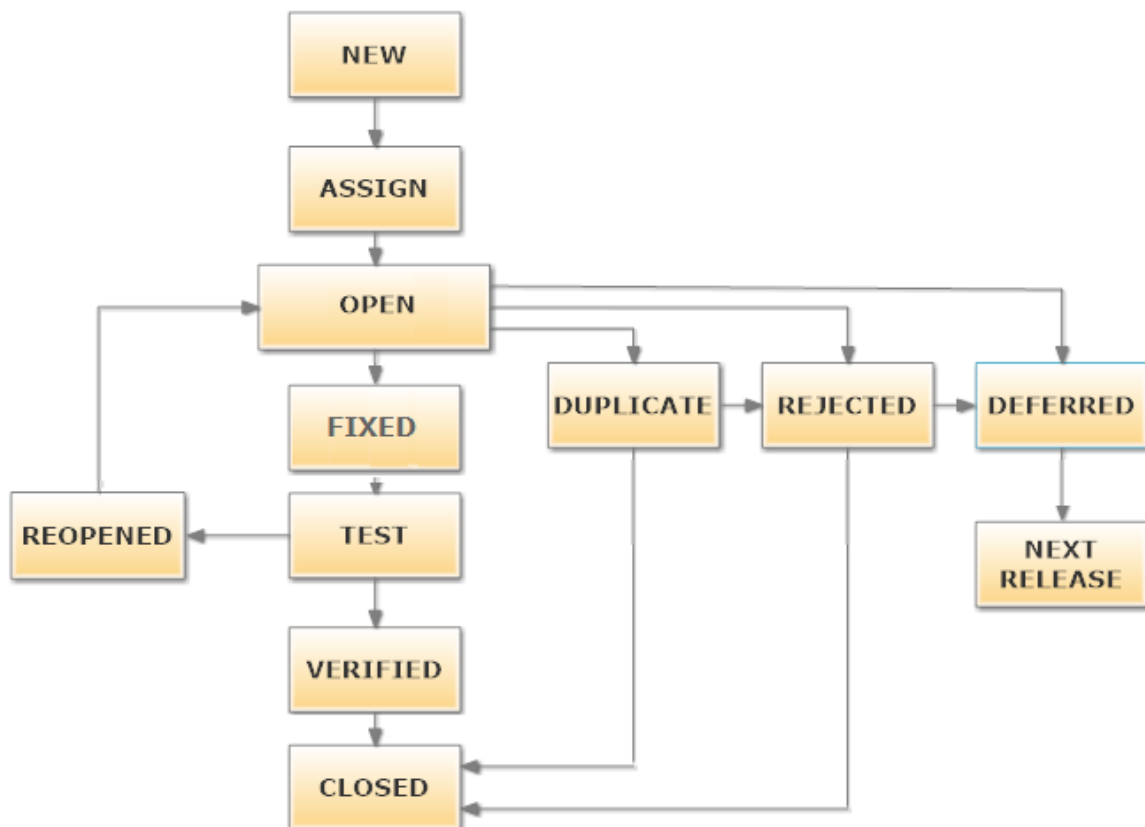 NEW
ASSIGN
OPEN
FIXED
DUPLICATE
REJECTED
DEFERRED
REOPENED
TEST
NEXT
RELEASE
VERIFIED
CLOSED